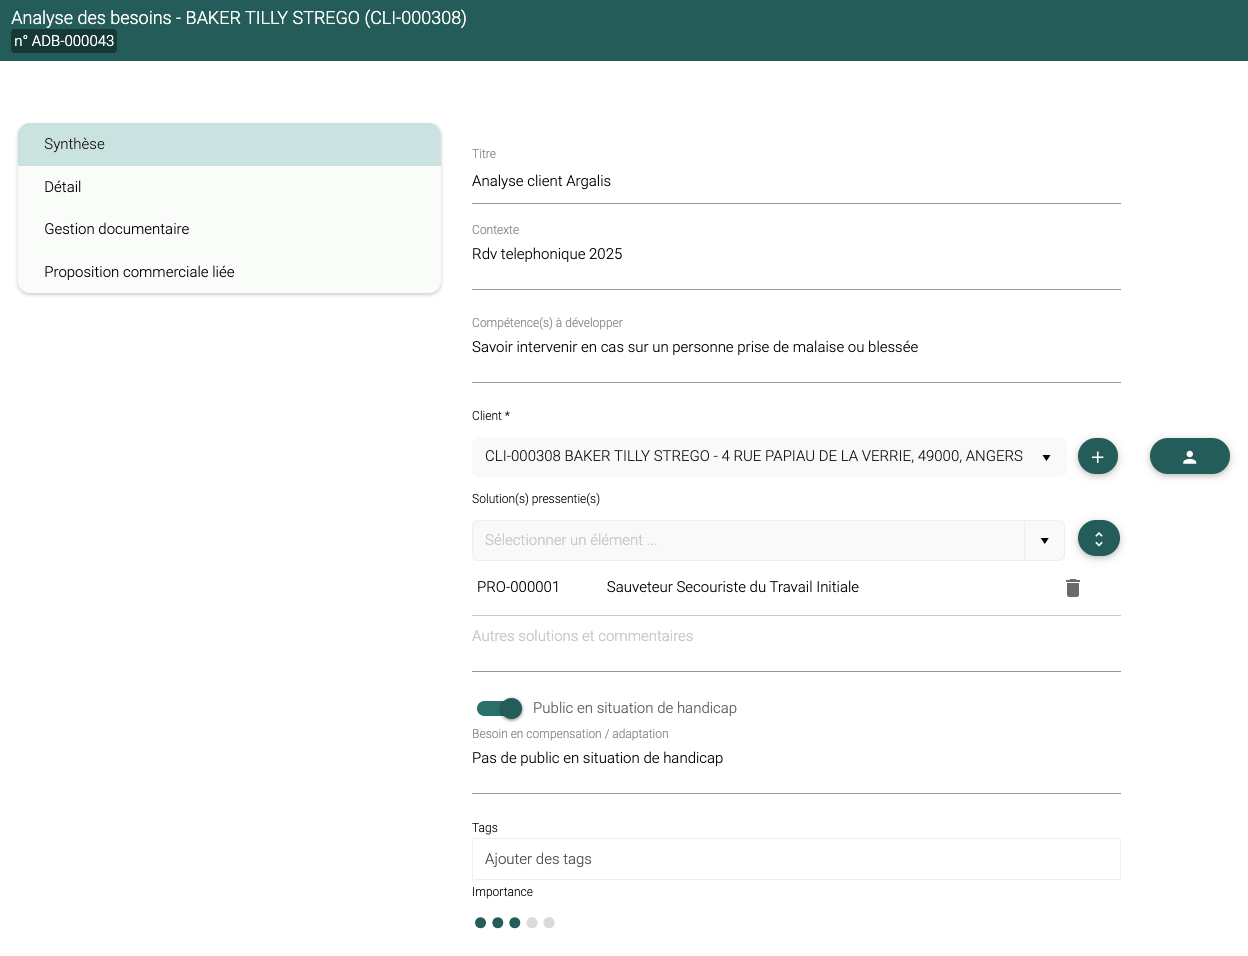 Analyse des besoins - BAKER TILLY STREGO (CLI-000308)
n° ADB-000043
Synthèse
Détail
Gestion documentaire
Proposition commerciale liée
Titre
Analyse client Argalis
Contexte
Rdv telephonique 2025
Compétence(s) à développer
Savoir intervenir en cas sur un personne prise de malaise ou blessée
Client *
CLI-000308 BAKER TILLY STREGO - 4 RUE PAPIAU DE LA VERRIE, 49000, ANGERS
Solution(s) pressentie(s)
Sélectionner un élément ...
PRO-000001 Sauveteur Secouriste du Travail Initiale
Autres solutions et commentaires
Public en situation de handicap
Besoin en compensation / adaptation
Pas de public en situation de handicap
Tags
Ajouter des tags
Importance